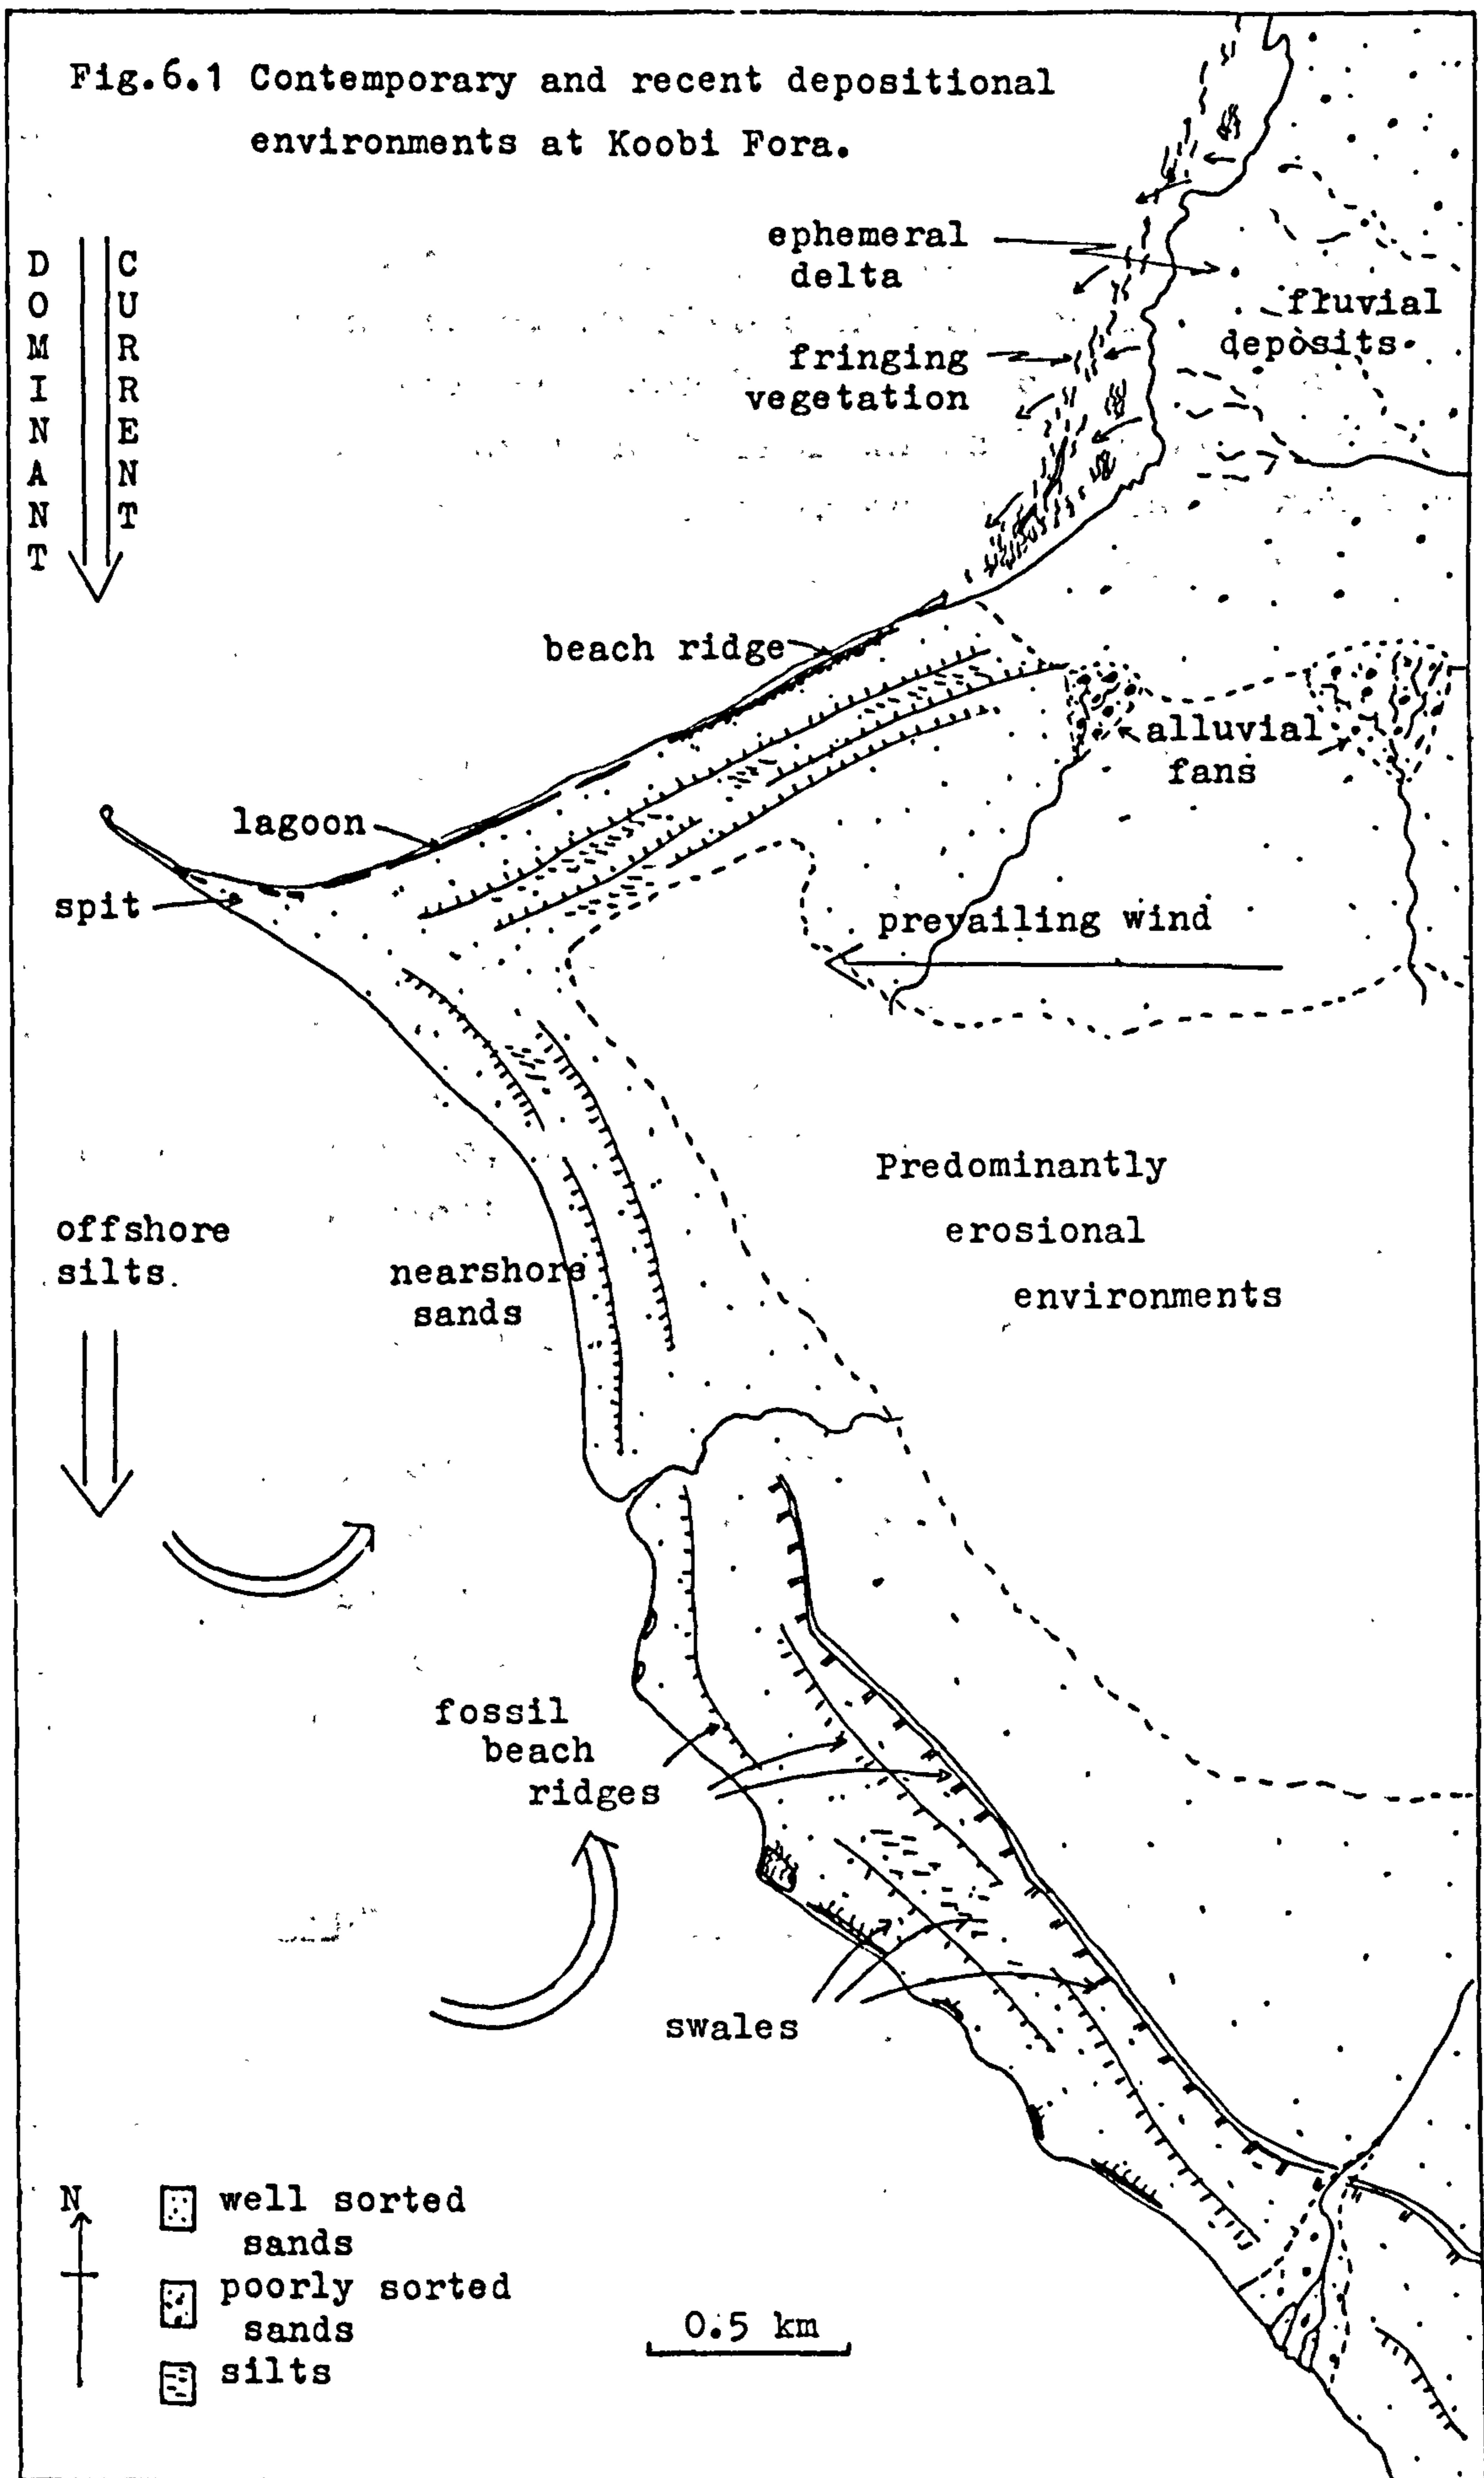 Fig.6.1 Contemporary and recent depositional
environments at Koobi Fora.
DOMINANT
CURRENT
ephemeral
delta
fluvial
deposits
fringing
vegetation
beach ridge
alluvial
fans
lagoon
spit
prevailing wind
Predominantly
erosional
environments
offshore
silts.
nearshore
sands
fossil
beach
ridges
swales
N
well sorted
sands
poorly sorted
sands
silts
0.5 km